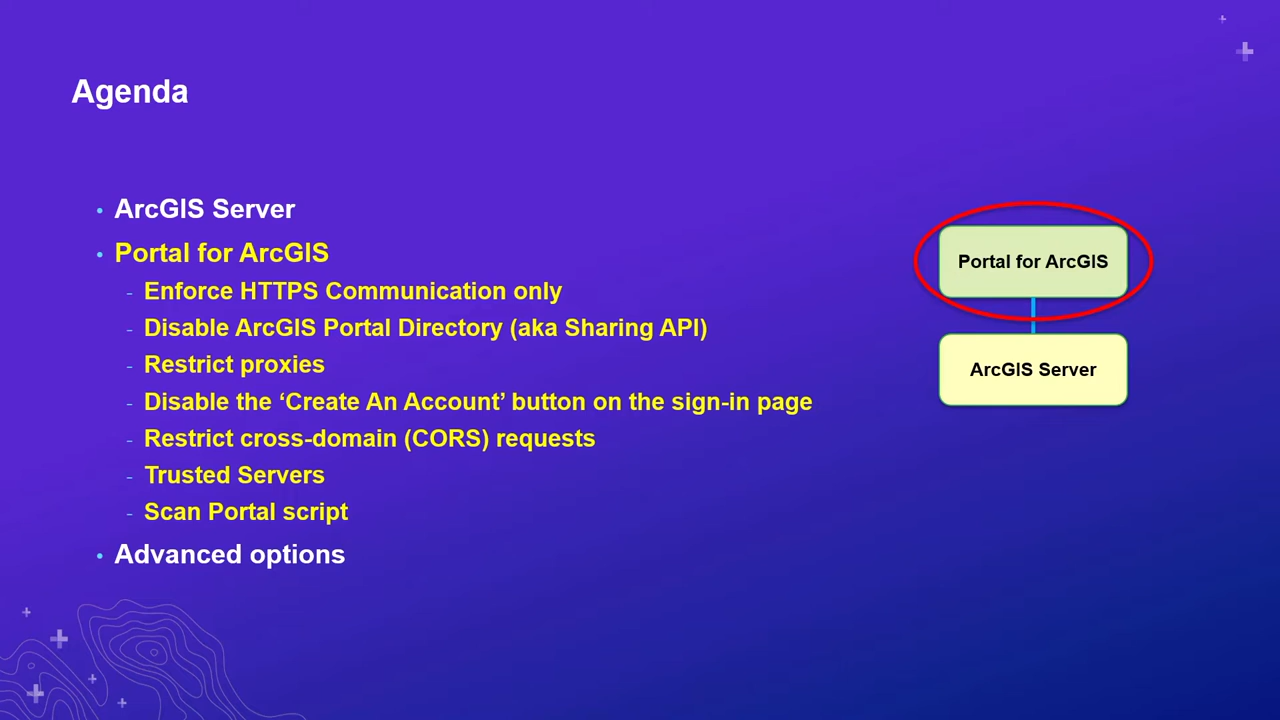 Agenda
• ArcGIS Server
• Portal for ArcGIS
- Enforce HTTPS Communication only
- Disable ArcGIS Portal Directory (aka Sharing API)
- Restrict proxies
- Disable the ‘Create An Account’ button on the sign-in page
- Restrict cross-domain (CORS) requests
- Trusted Servers
- Scan Portal script
• Advanced options
Portal for ArcGIS
ArcGIS Server